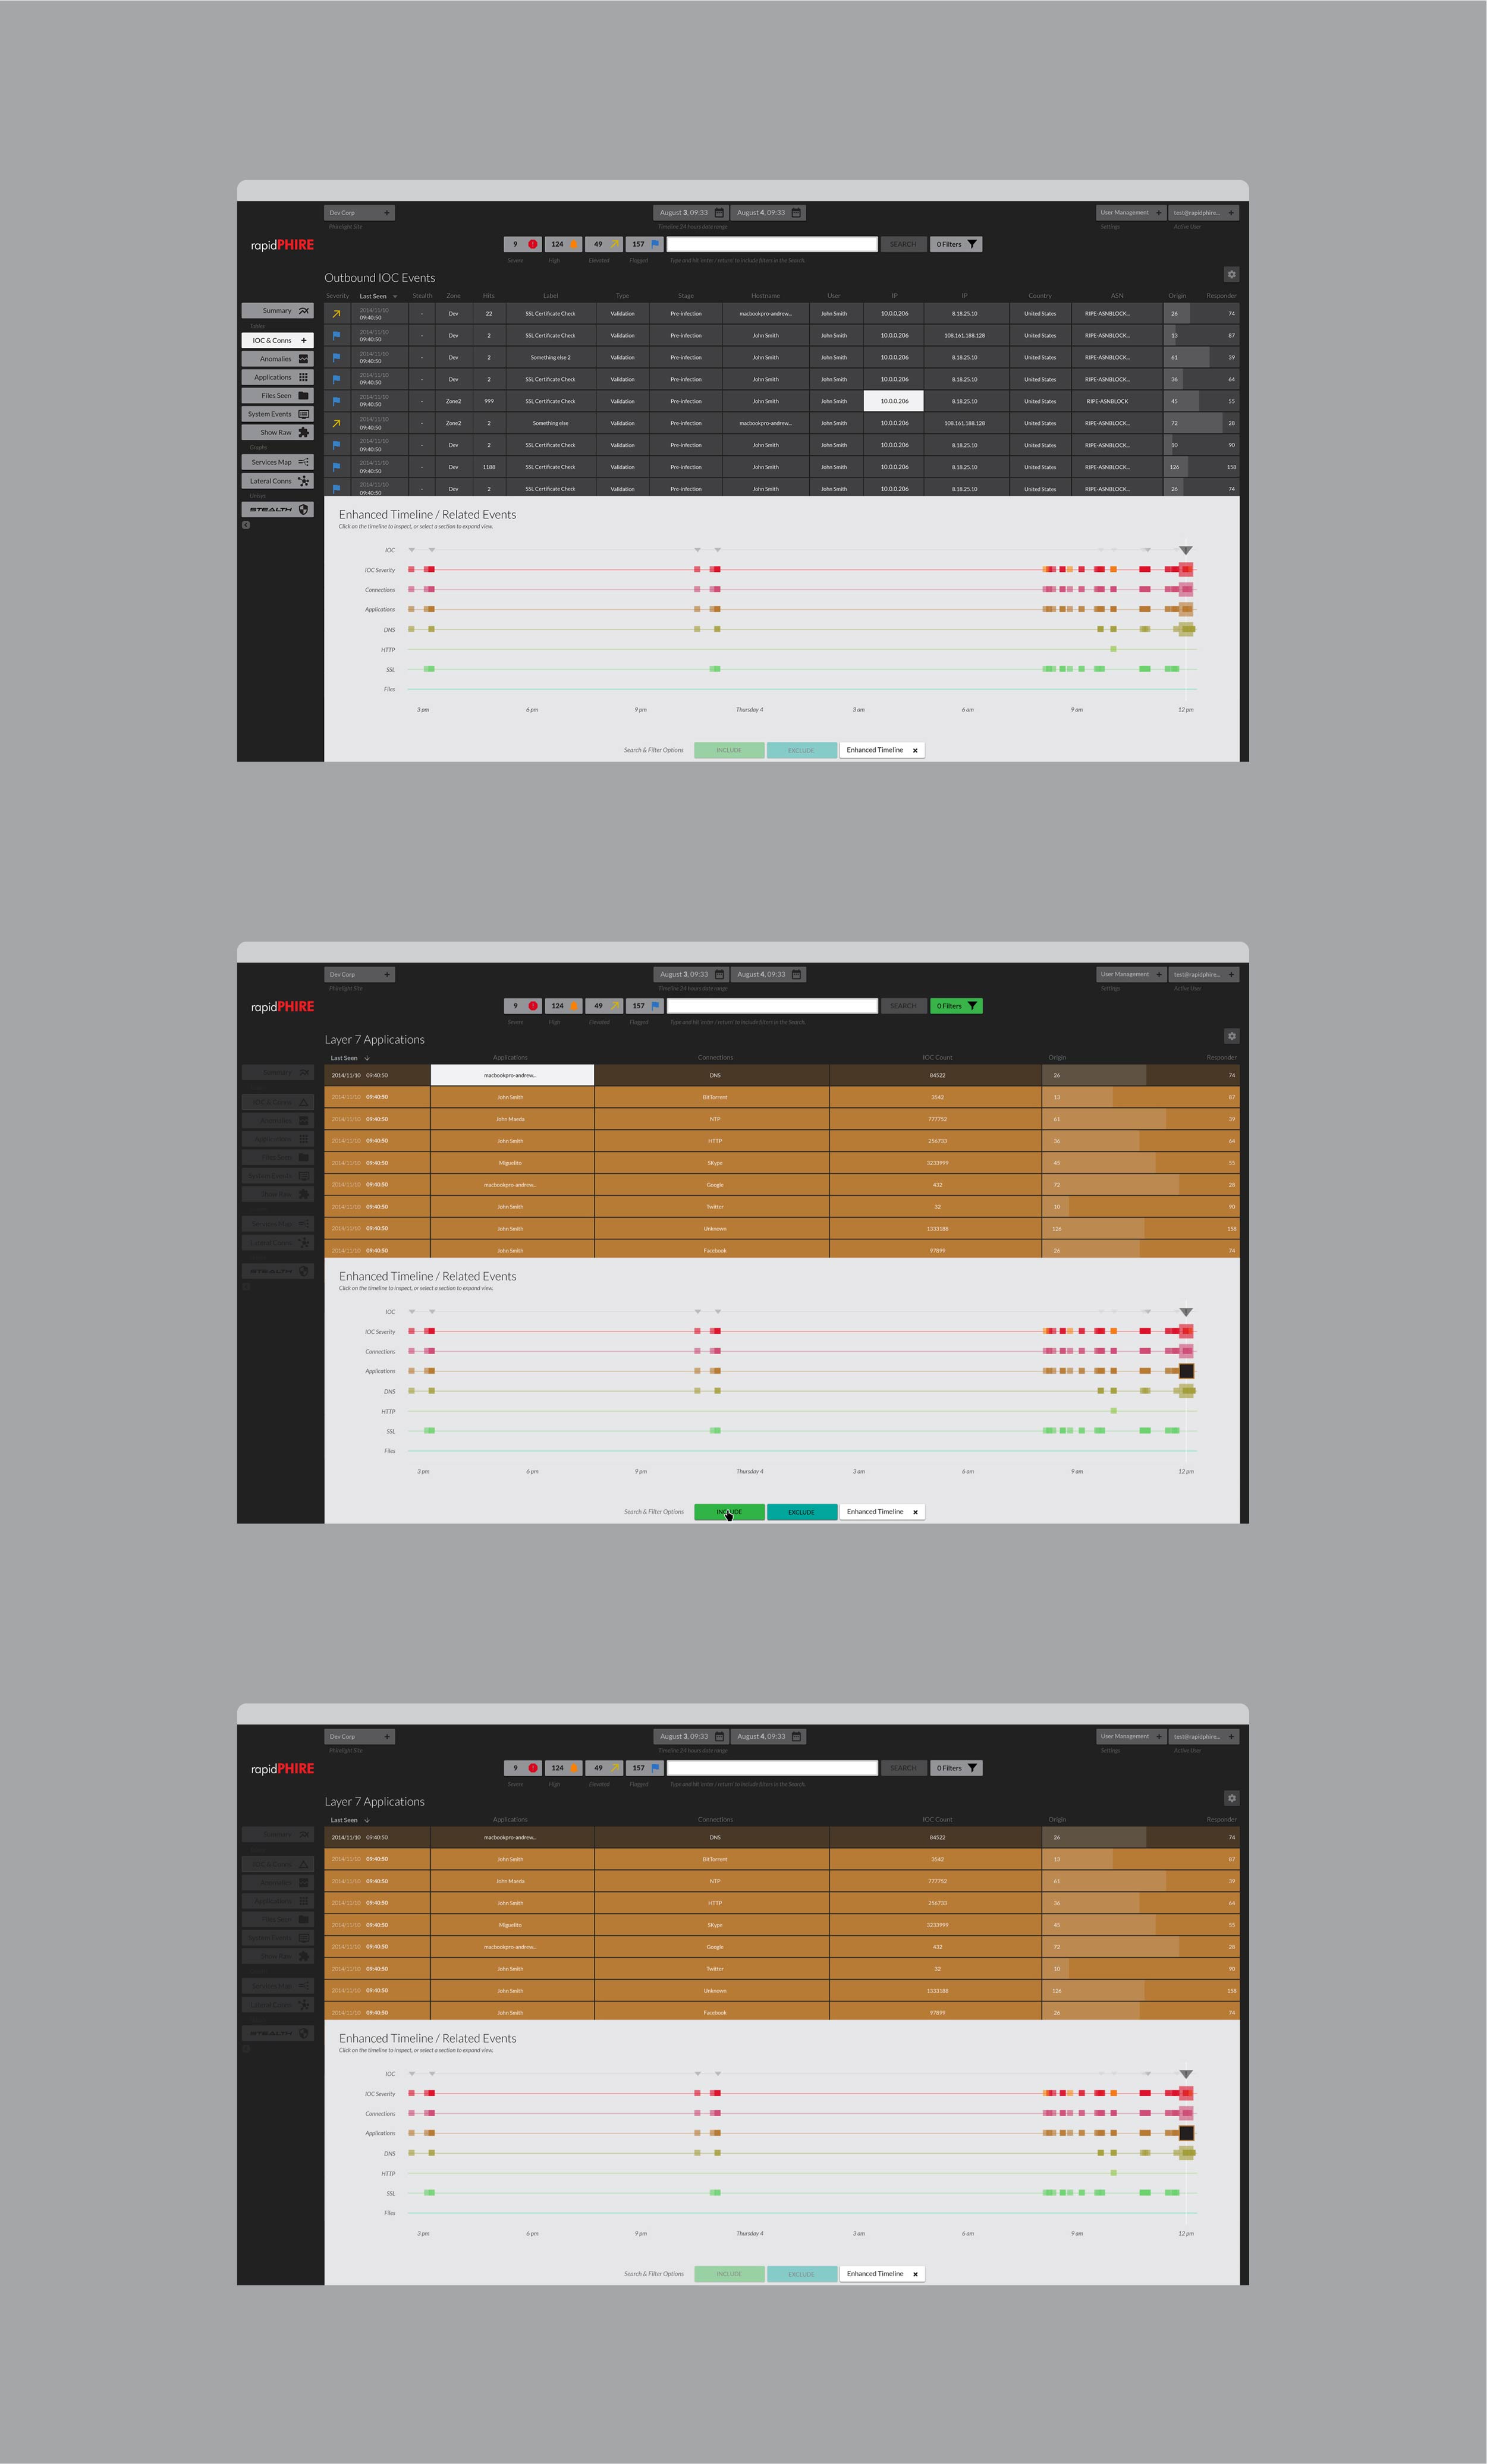 Dev Corp + August 3, 09:33 August 4, 09:33 User Management + test@rapidphire... +
Phirelight Site Timeline 24 hours date range Settings Active User
rapidPHIRE 9 124 49 157 SEARCH 0 Filters
Severe High Elevated Flagged Type and hit 'enter / return' to include filters in the Search.
Outbound IOC Events
Severity Last Seen Stealth Zone Hits Label Type Stage Hostname User IP IP Country ASN Origin Responder
2014/11/10 09:40:50 - Dev 22 SSL Certificate Check Validation Pre-infection macbookpro-andrew... John Smith 10.0.0.206 8.18.25.10 United States RIPE-ASNBLOCK... 26 74
2014/11/10 09:40:50 - Dev 2 SSL Certificate Check Validation Pre-infection John Smith John Smith 10.0.0.206 108.161.188.128 United States RIPE-ASNBLOCK... 13 87
2014/11/10 09:40:50 - Dev 2 Something else 2 Validation Pre-infection John Smith John Smith 10.0.0.206 8.18.25.10 United States RIPE-ASNBLOCK... 61 39
2014/11/10 09:40:50 - Dev 2 SSL Certificate Check Validation Pre-infection John Smith John Smith 10.0.0.206 8.18.25.10 United States RIPE-ASNBLOCK... 36 64
2014/11/10 09:40:50 - Zone2 999 SSL Certificate Check Validation Pre-infection John Smith John Smith 10.0.0.206 8.18.25.10 United States RIPE-ASNBLOCK 45 55
2014/11/10 09:40:50 - Zone2 2 Something else Validation Pre-infection macbookpro-andrew... John Smith 10.0.0.206 108.161.188.128 United States RIPE-ASNBLOCK... 72 28
2014/11/10 09:40:50 - Dev 2 SSL Certificate Check Validation Pre-infection John Smith John Smith 10.0.0.206 8.18.25.10 United States RIPE-ASNBLOCK... 10 90
2014/11/10 09:40:50 - Dev 1188 SSL Certificate Check Validation Pre-infection John Smith John Smith 10.0.0.206 8.18.25.10 United States RIPE-ASNBLOCK... 126 158
2014/11/10 09:40:50 - Dev 2 SSL Certificate Check Validation Pre-infection John Smith John Smith 10.0.0.206 8.18.25.10 United States RIPE-ASNBLOCK... 26 74
Summary
Tables
IOC & Conns +
Anomalies
Applications
Files Seen
System Events
Show Raw
Graphs
Services Map
Lateral Conns
Unisys
STEALTH
Enhanced Timeline / Related Events
Click on the timeline to inspect, or select a section to expand view.
IOC
IOC Severity
Connections
Applications
DNS
HTTP
SSL
Files
3 pm 6 pm 9 pm Thursday 4 3 am 6 am 9 am 12 pm
Search & Filter Options INCLUDE EXCLUDE Enhanced Timeline ×
Dev Corp + August 3, 09:33 August 4, 09:33 User Management + test@rapidphire... +
Phirelight Site Timeline 24 hours date range Settings Active User
rapidPHIRE 9 124 49 157 SEARCH 0 Filters
Severe High Elevated Flagged Type and hit 'enter / return' to include filters in the Search.
Layer 7 Applications
Last Seen Applications Connections IOC Count Origin Responder
2014/11/10 09:40:50 macbookpro-andrew... DNS 84522 26 74
2014/11/10 09:40:50 John Smith BitTorrent 3542 13 87
2014/11/10 09:40:50 John Manda NTP 777752 61 39
2014/11/10 09:40:50 John Smith HTTP 256733 36 64
2014/11/10 09:40:50 Miguelito SKype 3233999 45 55
2014/11/10 09:40:50 macbookpro-andrew... Google 432 72 28
2014/11/10 09:40:50 John Smith Twitter 32 10 90
2014/11/10 09:40:50 John Smith Unknown 1333188 126 158
2014/11/10 09:40:50 John Smith Facebook 97899 26 74
Summary
IOC & Conns
Anomalies
Applications
Files Seen
System Events
Show Raw
Services Map
Lateral Conns
STEALTH
Enhanced Timeline / Related Events
Click on the timeline to inspect, or select a section to expand view.
IOC
IOC Severity
Connections
Applications
DNS
HTTP
SSL
Files
3 pm 6 pm 9 pm Thursday 4 3 am 6 am 9 am 12 pm
Search & Filter Options INCLUDE EXCLUDE Enhanced Timeline ×
Dev Corp + August 3, 09:33 August 4, 09:33 User Management + test@rapidphire... +
Phirelight Site Timeline 24 hours date range Settings Active User
rapidPHIRE 9 124 49 157 SEARCH 0 Filters
Severe High Elevated Flagged Type and hit 'enter / return' to include filters in the Search.
Layer 7 Applications
Last Seen Applications Connections IOC Count Origin Responder
2014/11/10 09:40:50 macbookpro-andrew... DNS 84522 26 74
2014/11/10 09:40:50 John Smith BitTorrent 3542 13 87
2014/11/10 09:40:50 John Manda NTP 777752 61 39
2014/11/10 09:40:50 John Smith HTTP 256733 36 64
2014/11/10 09:40:50 Miguelito SKype 3233999 45 55
2014/11/10 09:40:50 macbookpro-andrew... Google 432 72 28
2014/11/10 09:40:50 John Smith Twitter 32 10 90
2014/11/10 09:40:50 John Smith Unknown 1333188 126 158
2014/11/10 09:40:50 John Smith Facebook 97899 26 74
Summary
IOC & Conns
Anomalies
Applications
Files Seen
System Events
Show Raw
Services Map
Lateral Conns
STEALTH
Enhanced Timeline / Related Events
Click on the timeline to inspect, or select a section to expand view.
IOC
IOC Severity
Connections
Applications
DNS
HTTP
SSL
Files
3 pm 6 pm 9 pm Thursday 4 3 am 6 am 9 am 12 pm
Search & Filter Options INCLUDE EXCLUDE Enhanced Timeline ×